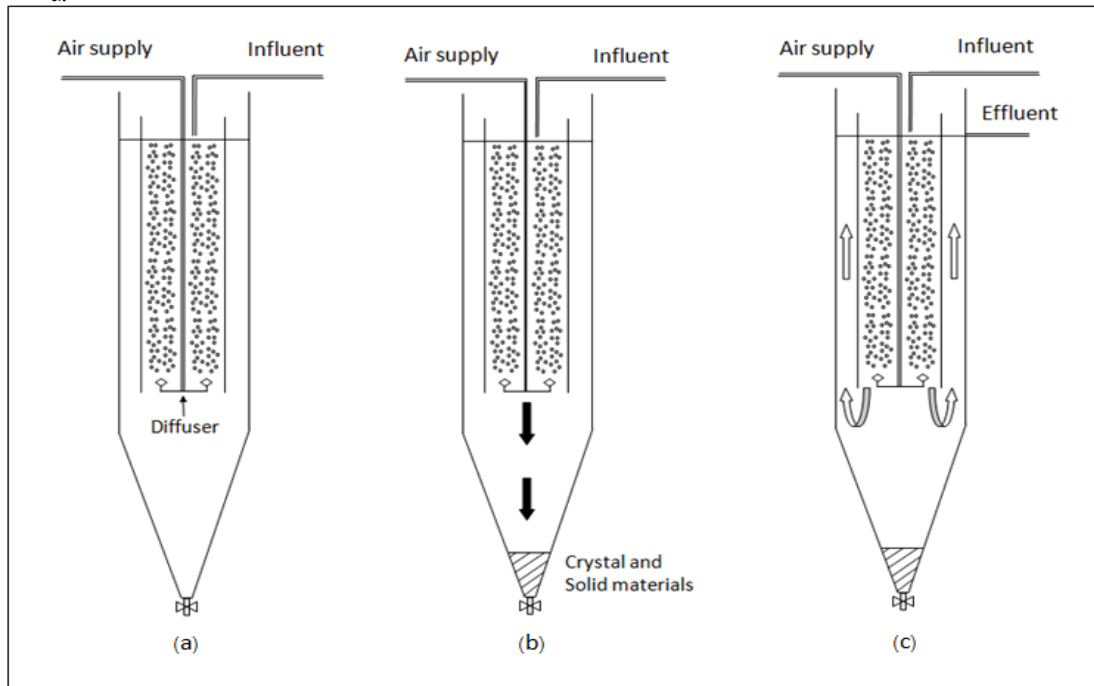 Air supply
Influent
Air supply
Influent
Air supply
Influent
Effluent
Diffuser
Crystal and
Solid materials
(a)
(b)
(c)